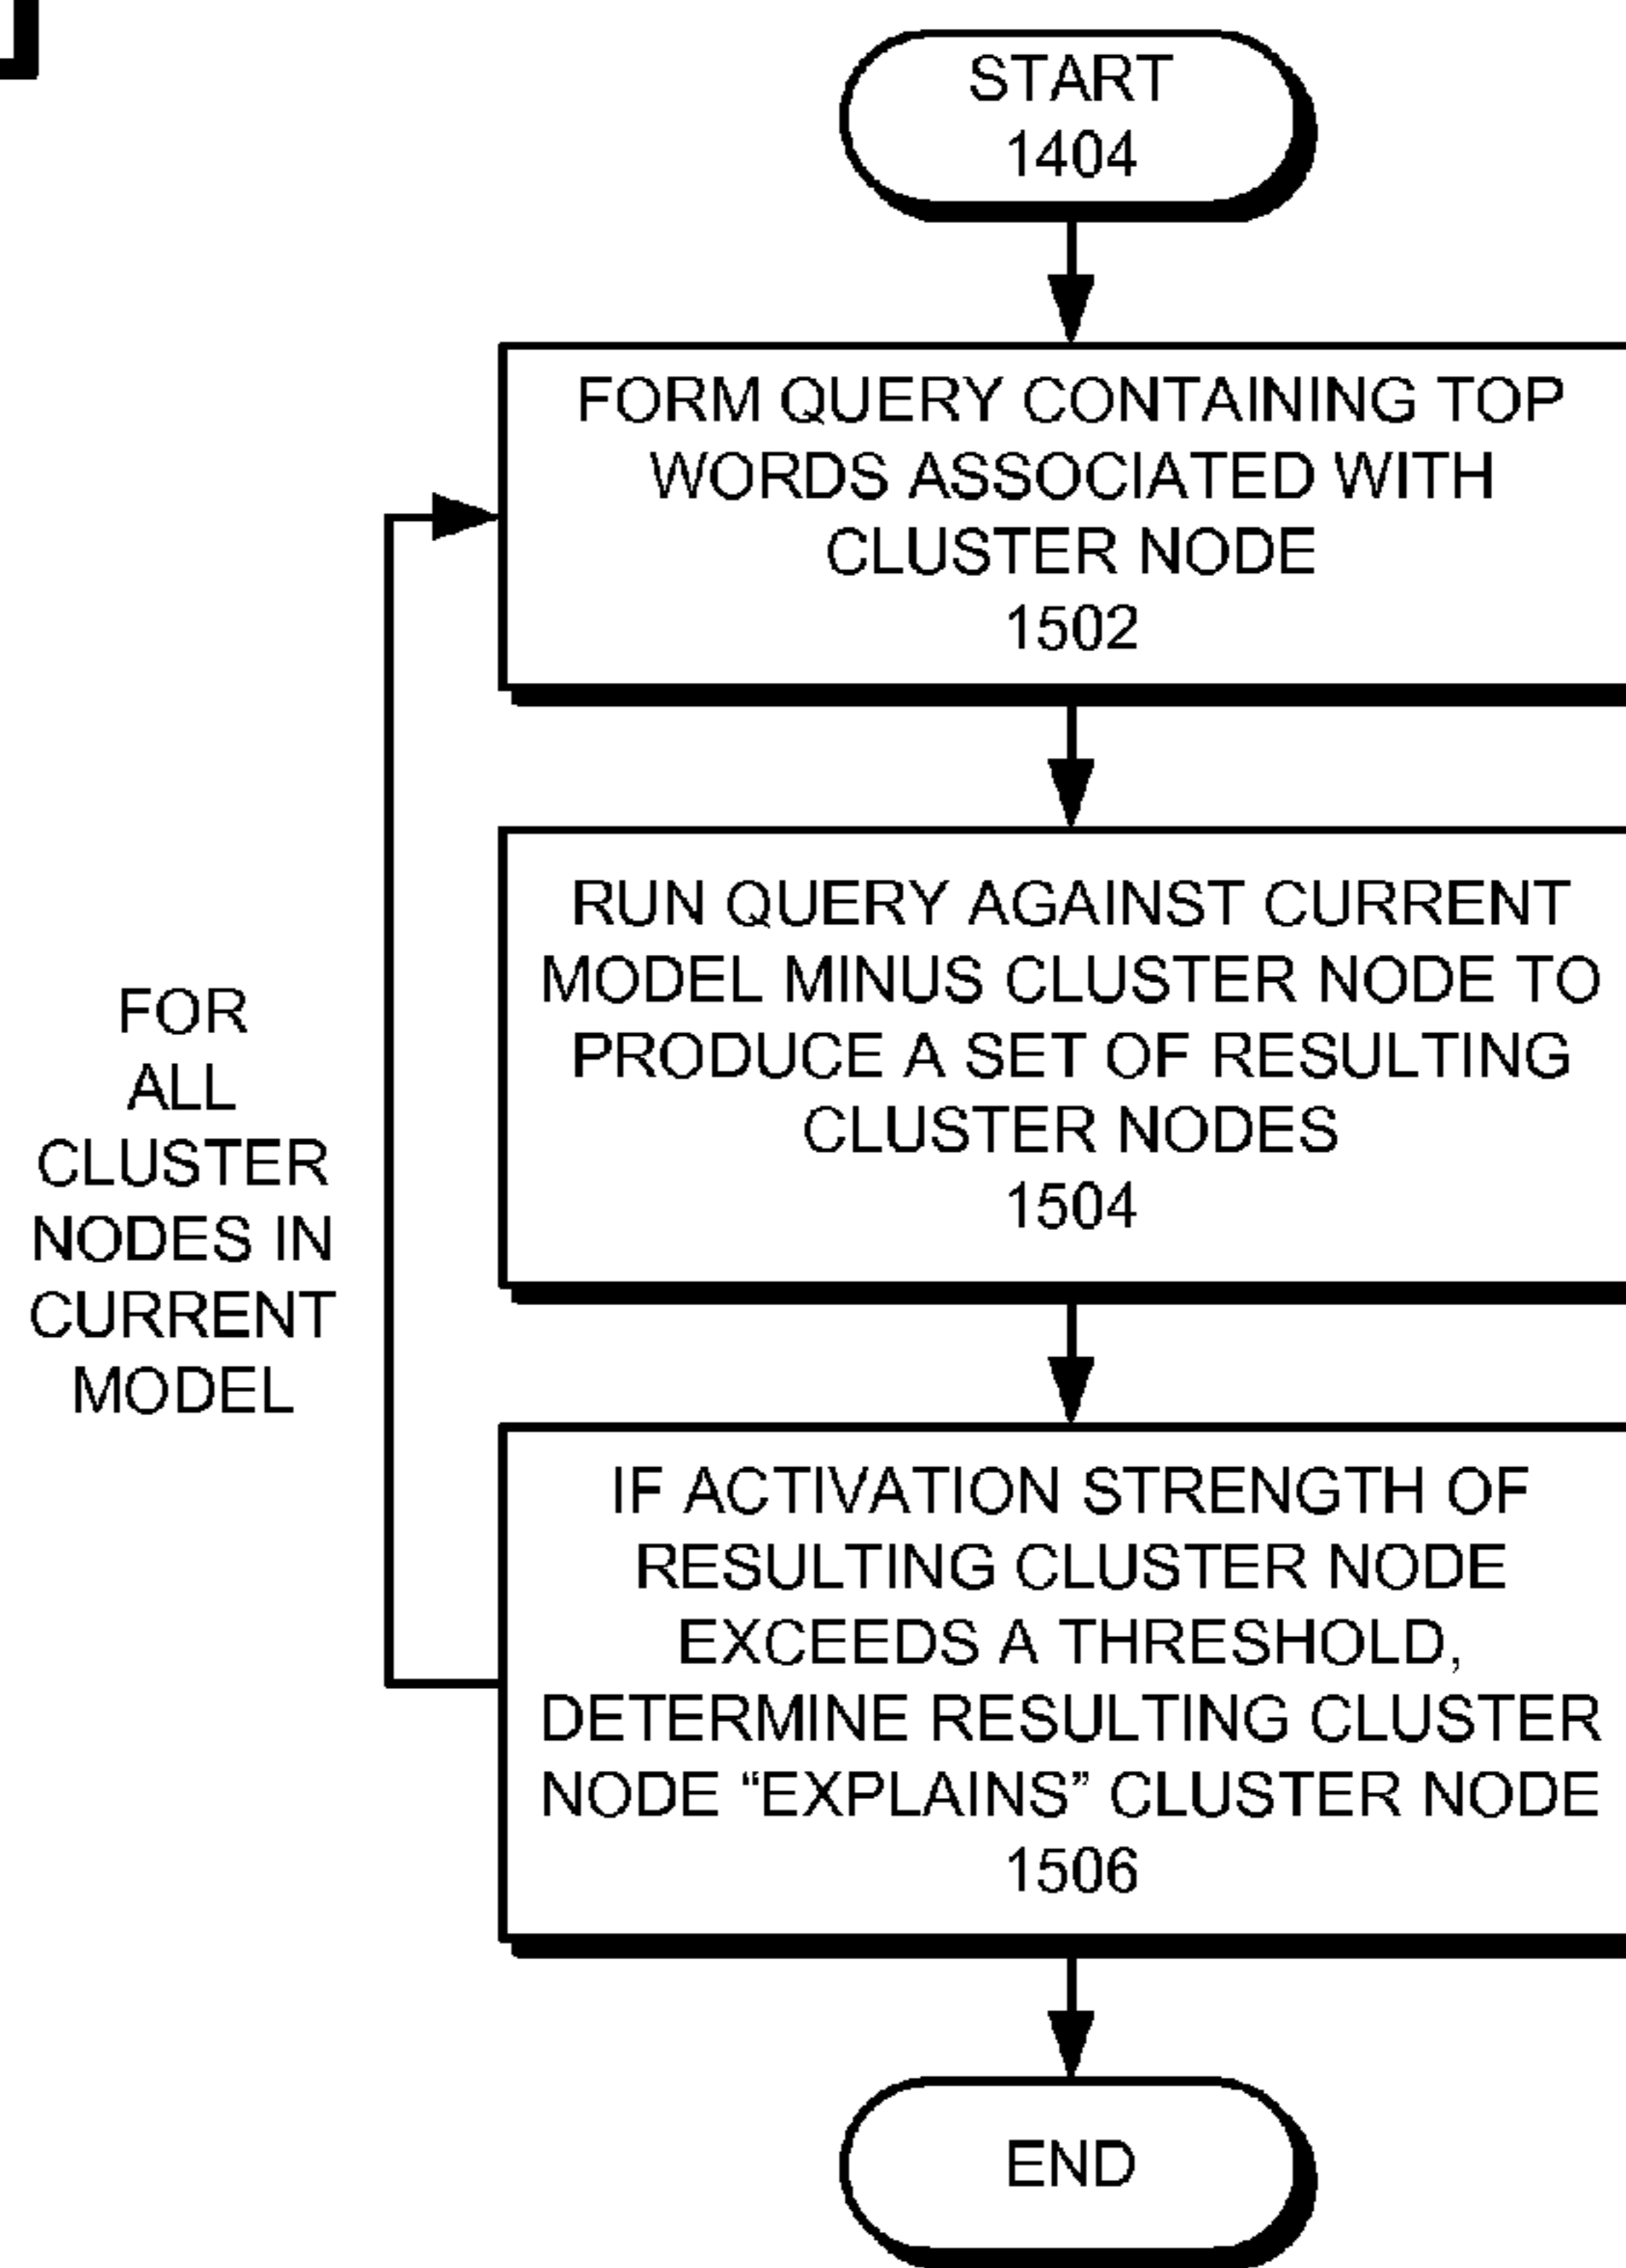 START
1404
FORM QUERY CONTAINING TOP
WORDS ASSOCIATED WITH
CLUSTER NODE
1502
RUN QUERY AGAINST CURRENT
MODEL MINUS CLUSTER NODE TO
PRODUCE A SET OF RESULTING
CLUSTER NODES
1504
FOR
ALL
CLUSTER
NODES IN
CURRENT
MODEL
IF ACTIVATION STRENGTH OF
RESULTING CLUSTER NODE
EXCEEDS A THRESHOLD,
DETERMINE RESULTING CLUSTER
NODE “EXPLAINS” CLUSTER NODE
1506
END